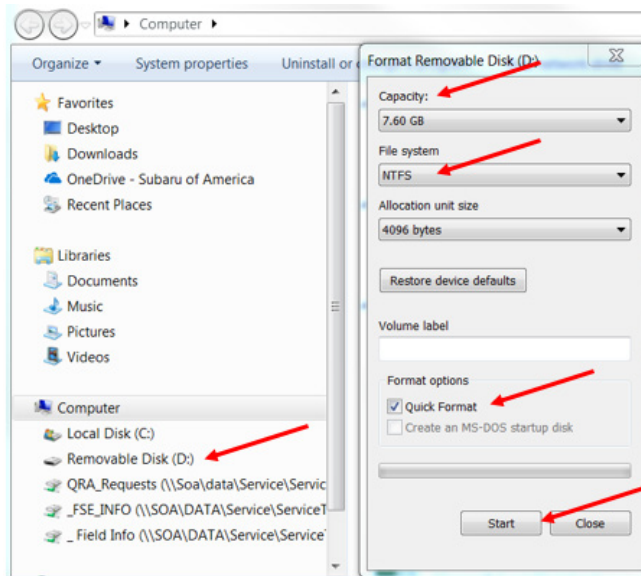 Computer
Organize
System properties
Uninstall or
Favorites
Desktop
Downloads
OneDrive - Subaru of America
Recent Places
Libraries
Documents
Music
Pictures
Videos
Computer
Local Disk (C:)
Removable Disk (D:)
QRA_Requests (\\Soa\data\Service\Servic
_FSE_INFO (\\SOA\DATA\Service\ServiceT
_ Field Info (\\SOA\DATA\Service\Service
Format Removable Disk (D:)
Capacity:
7.60 GB
File system
NTFS
Allocation unit size
4096 bytes
Restore device defaults
Volume label
Format options
Quick Format
Create an MS-DOS startup disk
Start
Close